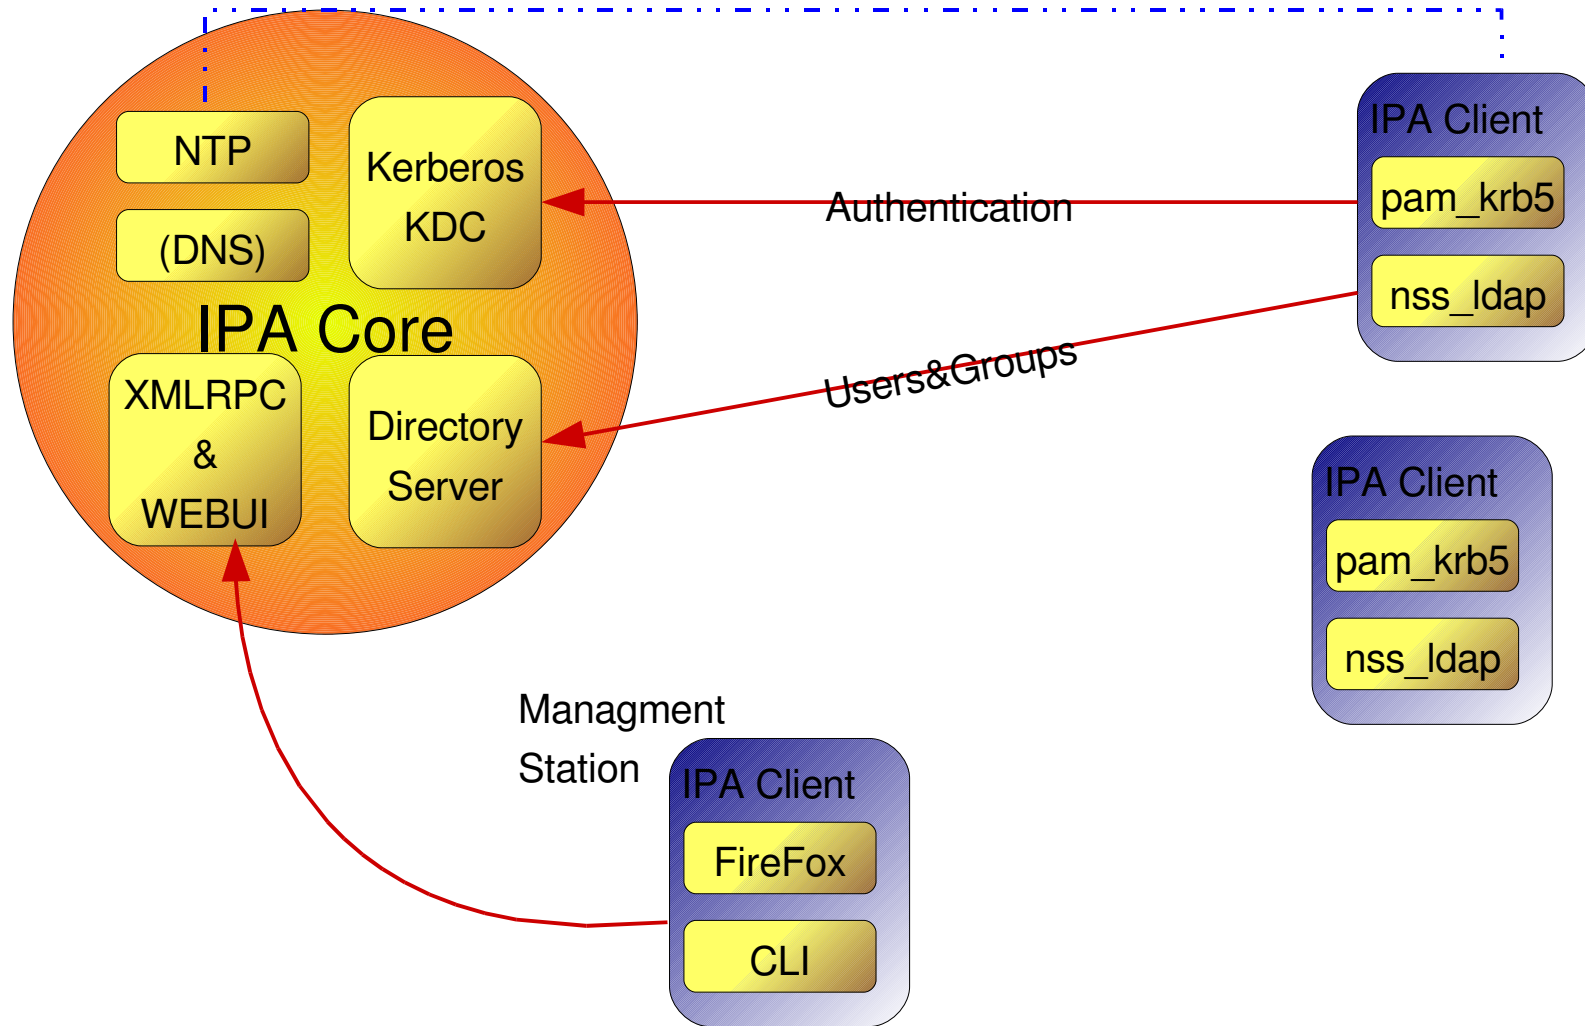 NTP
(DNS)
Kerberos
KDC
IPA Core
XMLRPC
&
WEBUI
Directory
Server
Authentication
Users&Groups
IPA Client
pam_krb5
nss_ldap
IPA Client
pam_krb5
nss_ldap
Managment
Station
IPA Client
FireFox
CLI